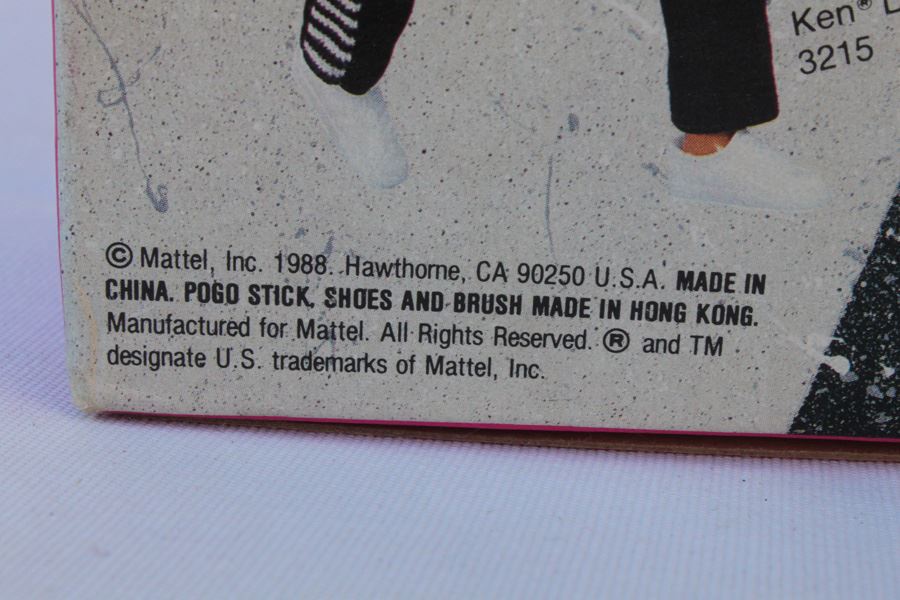 Ken®
3215
© Mattel, Inc. 1988. Hawthorne, CA 90250 U.S.A. MADE IN
CHINA. POGO STICK, SHOES AND BRUSH MADE IN HONG KONG.
Manufactured for Mattel. All Rights Reserved. ® and TM
designate U.S. trademarks of Mattel, Inc.